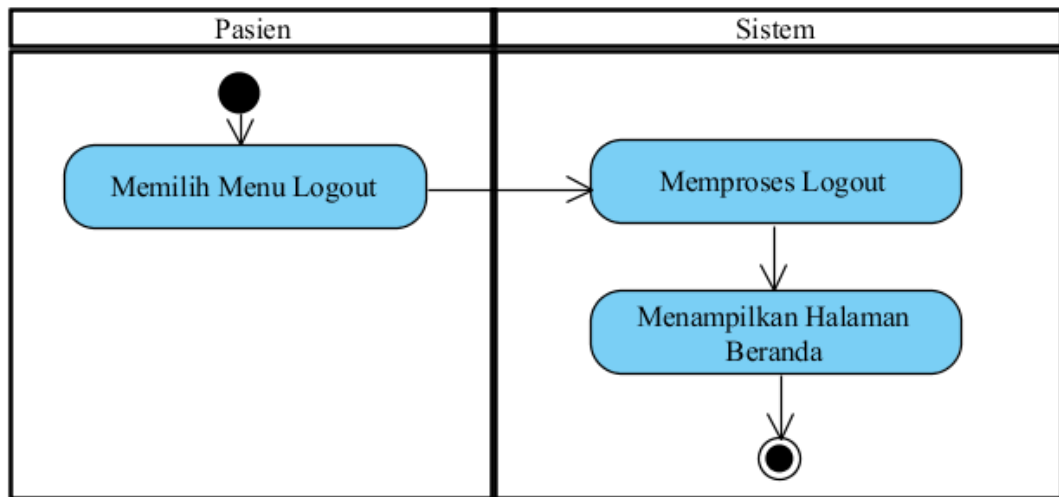 Pasien
Sistem
Memilih Menu Logout
Memproses Logout
Menampilkan Halaman
Beranda